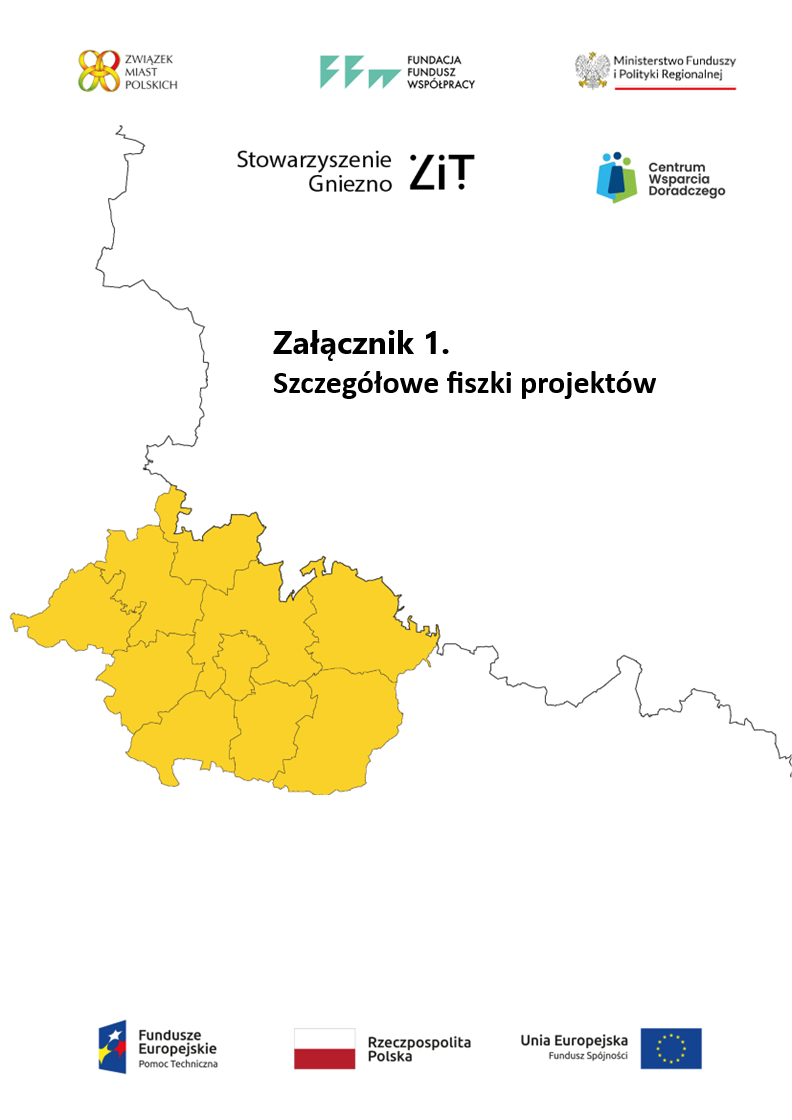 ZWIĄZEK
MIAST
POLSKICH
FUNDACJA
FUNDUSZ
WSPÓŁPRACY
Ministerstwo Funduszy
i Polityki Regionalnej
Stowarzyszenie
Gniezno
ZiT
Centrum
Wsparcia
Doradczego
Załącznik 1.
Szczegółowe fiszki projektów
Fundusze
Europejskie
Pomoc Techniczna
Rzeczpospolita
Polska
Unia Europejska
Fundusz Spójności